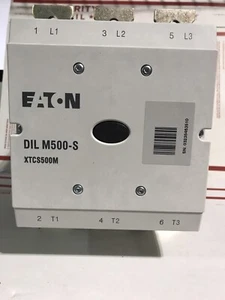 1 L1 3 L2 5 L3
EATON
DIL M500-S
XTCS500M
2 T1 4 T2 6 T3